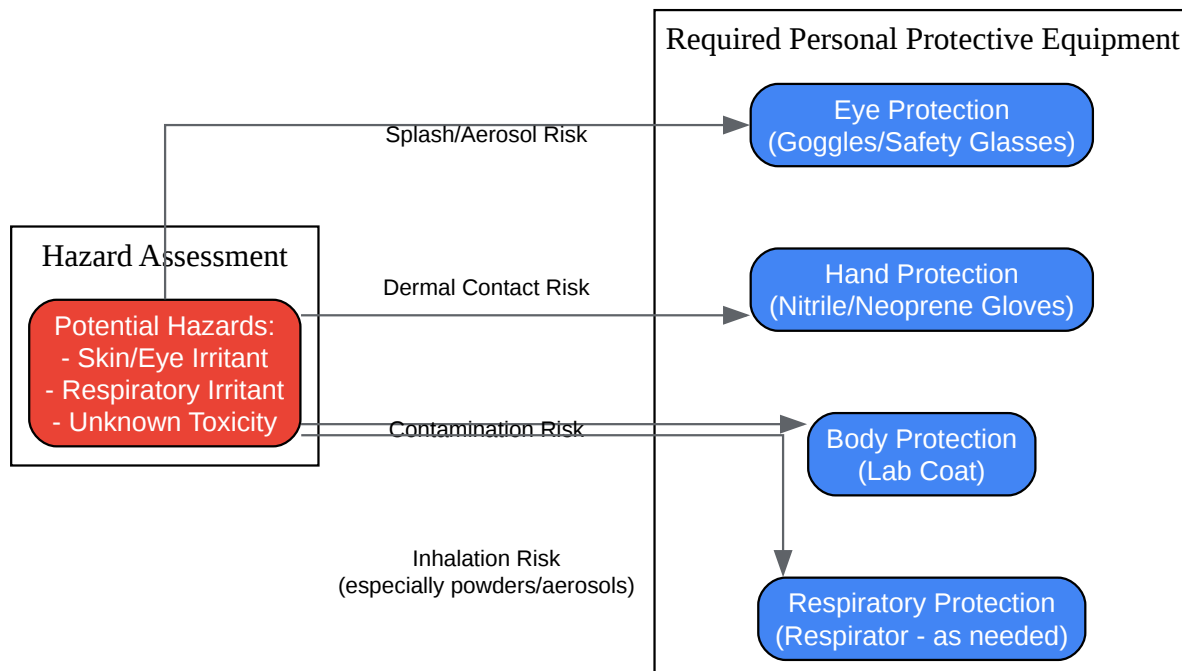 Required Personal Protective Equipment
Eye Protection
(Goggles/Safety Glasses)
Splash/Aerosol Risk
Hazard Assessment
Potential Hazards:
- Skin/Eye Irritant
- Respiratory Irritant
- Unknown Toxicity
Dermal Contact Risk
Hand Protection
(Nitrile/Neoprene Gloves)
Contamination Risk
Body Protection
(Lab Coat)
Inhalation Risk
(especially powders/aerosols)
Respiratory Protection
(Respirator - as needed)